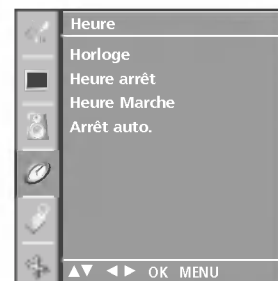 Heure
Horloge
Heure arrêt
Heure Marche
Arrêt auto.
▲▼ ◄► OK MENU